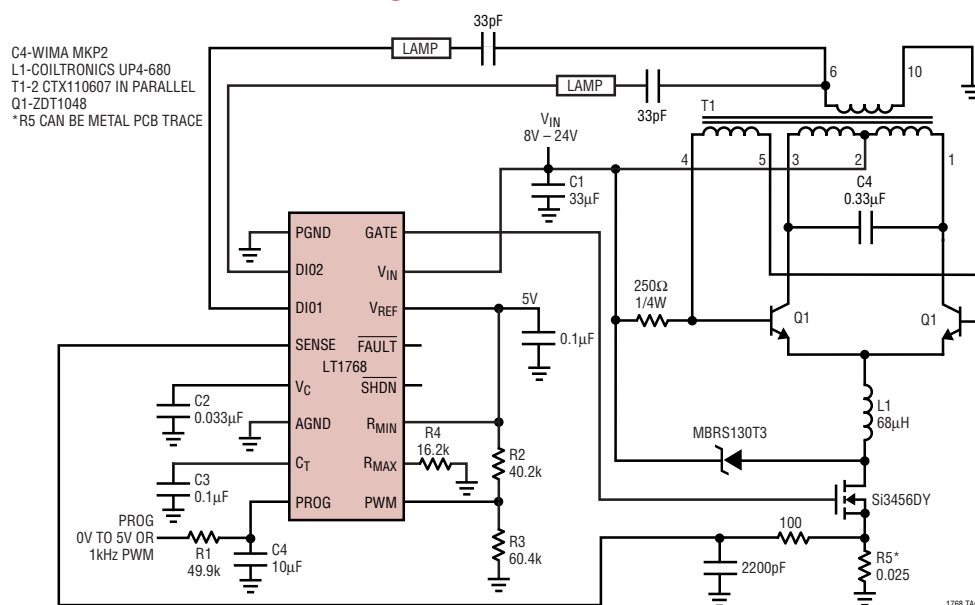 C4-WIMA MKP2
L1-COILTRONICS UP4-680
T1-2 CTX110607 IN PARALLEL
Q1-ZDT1048
*R5 CAN BE METAL PCB TRACE
33pF
LAMP
LAMP
33pF
6
10
T1
VIN
8V – 24V
4
5
3
2
1
C1
33µF
C4
0.33µF
PGND
GATE
DIO2
VIN
DIO1
VREF
5V
SENSE
FAULT
0.1µF
LT1768
VC
SHDN
AGND
RMIN
CT
RMAX
PROG
PWM
250Ω
1/4W
Q1
Q1
C2
0.033µF
R4
16.2k
R2
40.2k
L1
68µH
MBRS130T3
C3
0.1µF
Si3456DY
PROG
0V TO 5V OR
1kHz PWM
R1
49.9k
C4
10µF
R3
60.4k
100
2200pF
R5*
0.025